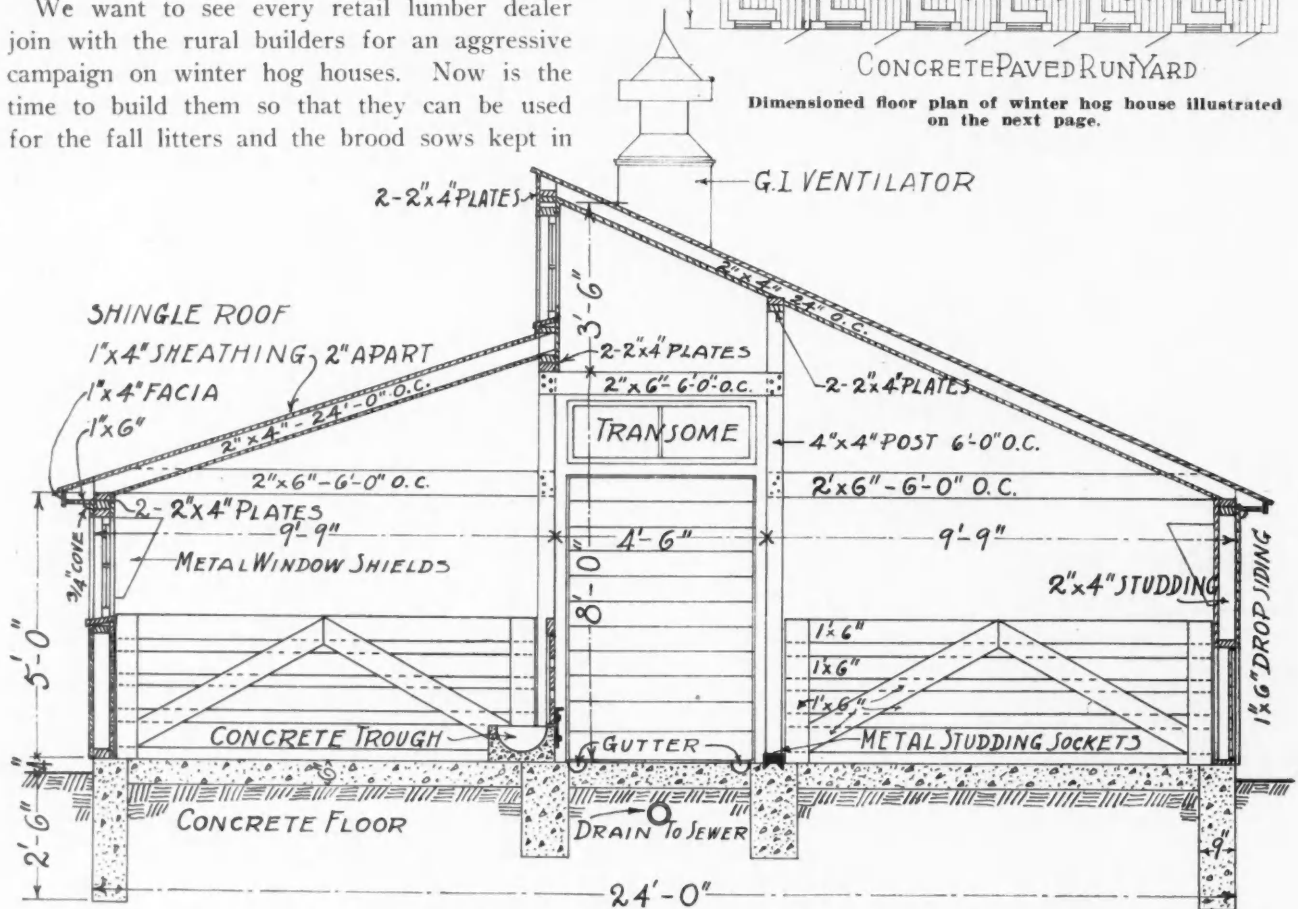 We want to see every retail lumber dealer
join with the rural builders for an aggressive
campaign on winter hog houses. Now is the
time to build them so that they can be used
for the fall litters and the brood sows kept in
CONCRETE PAVED RUN YARD
Dimensioned floor plan of winter hog house illustrated
on the next page.
2-2"x4" PLATES
G.I. VENTILATOR
2"x4" 24" O.C.
3'-6"
SHINGLE ROOF
1"x4" SHEATHING, 2" APART
1"x4" FACIA
1"x6"
2"x4"-24'-0" O.C.
2-2"x4" PLATES
2"x6"-6'-0" O.C.
2-2"x4" PLATES
TRANSOME
4"x4" POST 6'-0" O.C.
2"x6"-6'-0" O.C.
2'x6"-6'-0" O.C.
2-2"x4" PLATES
9'-9"
4'-6"
9'-9"
3/4" COVE
METAL WINDOW SHIELDS
2"x4" STUDDING
1"x6" DROP SIDING
8'-0"
5'-0"
1'x6"
1'x6"
1'x6"
CONCRETE TROUGH
GUTTER
METAL STUDDING SOCKETS
4"
6"
2'-6"
CONCRETE FLOOR
DRAIN TO SEWER
9"
24'-0"